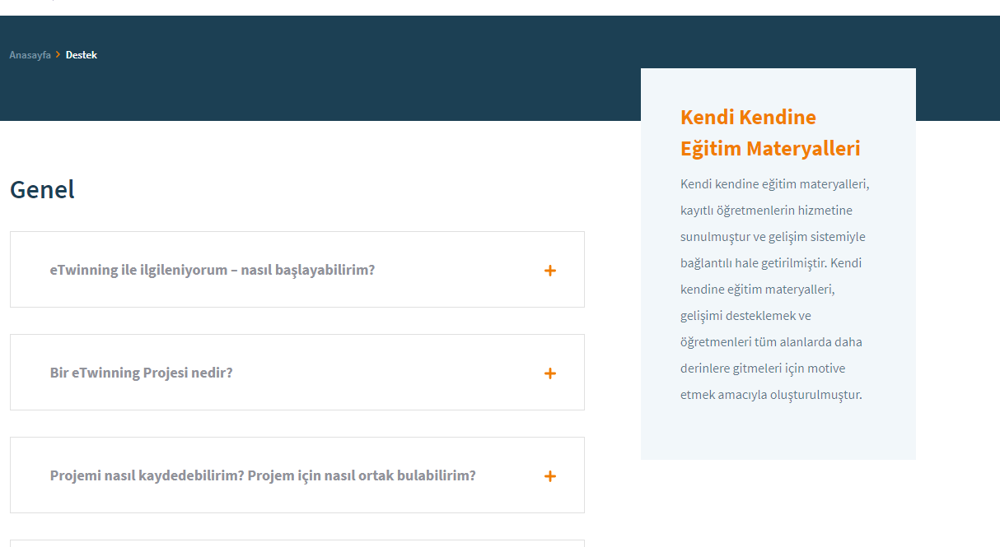 Anasayfa > Destek
Genel
eTwinning ile ilgileniyorum – nasıl başlayabilirim?
Bir eTwinning Projesi nedir?
Projemi nasıl kaydedebilirim? Projem için nasıl ortak bulabilirim?
Kendi Kendine
Eğitim Materyalleri
Kendi kendine eğitim materyalleri,
kayıtlı öğretmenlerin hizmetine
sunulmuştur ve gelişim sistemiyle
bağlantılı hale getirilmiştir. Kendi
kendine eğitim materyalleri,
gelişimi desteklemek ve
öğretmenleri tüm alanlarda daha
derinlere gitmeleri için motive
etmek amacıyla oluşturulmuştur.